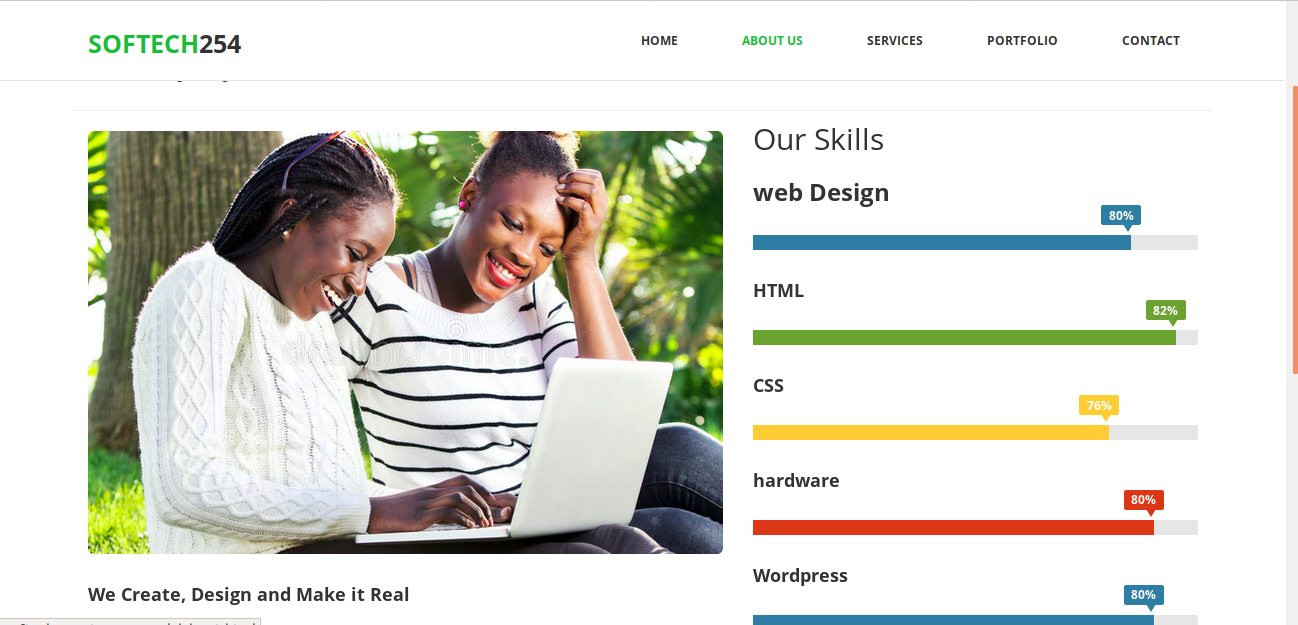 SOFTECH254
HOME ABOUT US SERVICES PORTFOLIO CONTACT
Our Skills
web Design
80%
HTML
82%
CSS
76%
hardware
80%
Wordpress
80%
We Create, Design and Make it Real